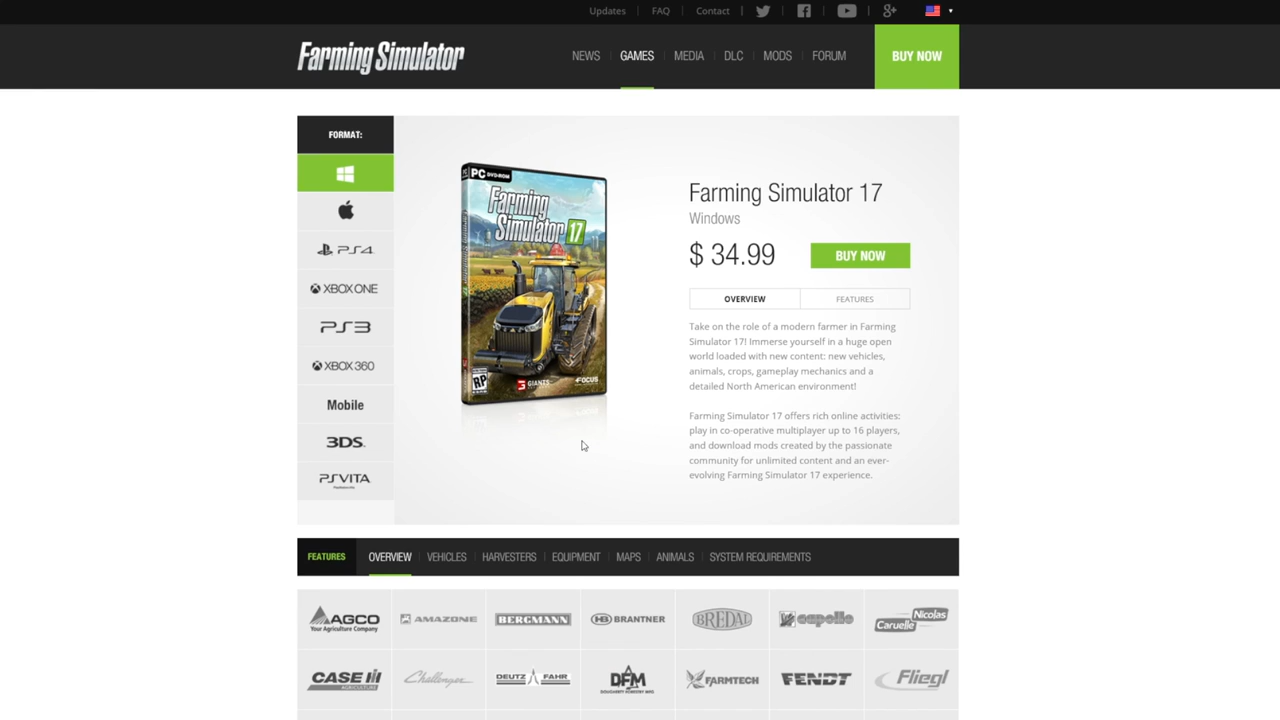 Updates
FAQ
Contact
Farming Simulator
NEWS
GAMES
MEDIA
DLC
MODS
FORUM
BUY NOW
FORMAT:
PS4
XBOX ONE
PS3
XBOX 360
Mobile
3DS
PSVITA
PC DVD-ROM
Farming
Simulator 17
RP
GIANTS
FOCUS
Farming Simulator 17
Windows
$ 34.99
BUY NOW
OVERVIEW
FEATURES
Take on the role of a modern farmer in Farming
Simulator 17! Immerse yourself in a huge open
world loaded with new content: new vehicles,
animals, crops, gameplay mechanics and a
detailed North American environment!
Farming Simulator 17 offers rich online activities:
play in co-operative multiplayer up to 16 players,
and download mods created by the passionate
community for unlimited content and an ever-
evolving Farming Simulator 17 experience.
FEATURES
OVERVIEW
VEHICLES
HARVESTERS
EQUIPMENT
MAPS
ANIMALS
SYSTEM REQUIREMENTS
AGCO
Your Agriculture Company
AMAZONE
BERGMANN
HB BRANTNER
BREDAL
capello
Nicolas
Caruelle
CASE IH
AGRICULTURE
Challenger
DEUTZ FAHR
DFM
FARMTECH
FENDT
Fliegl